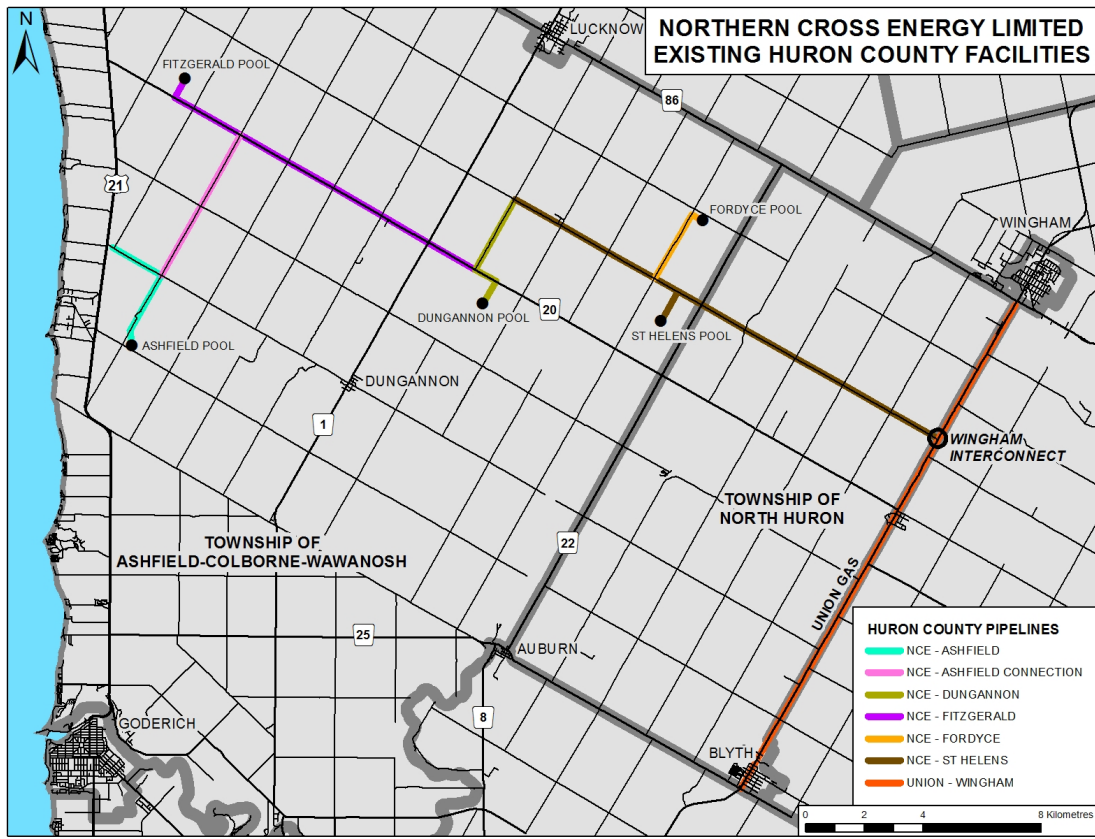 N
LUCKNOW
NORTHERN CROSS ENERGY LIMITED
EXISTING HURON COUNTY FACILITIES
FITZGERALD POOL
86
21
FORDYCE POOL
WINGHAM
DUNGANNON POOL
20
ST HELENS POOL
ASHFIELD POOL
DUNGANNON
1
WINGHAM
INTERCONNECT
TOWNSHIP OF
NORTH HURON
TOWNSHIP OF
ASHFIELD-COLBORNE-WAWANOSH
22
UNION GAS
25
AUBURN
8
GODERICH
BLYTH
HURON COUNTY PIPELINES
NCE - ASHFIELD
NCE - ASHFIELD CONNECTION
NCE - DUNGANNON
NCE - FITZGERALD
NCE - FORDYCE
NCE - ST HELENS
UNION - WINGHAM
0 2 4 8 Kilometres